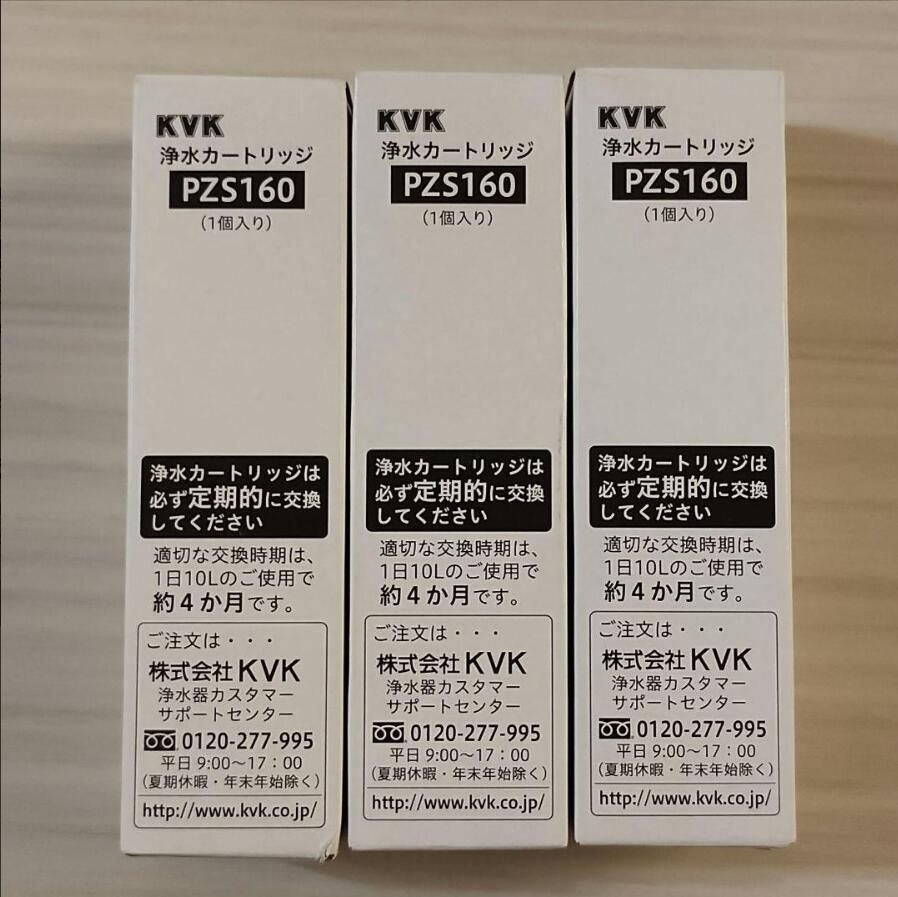 KVK
浄水カートリッジ
PZS160
(1個入り)
浄水カートリッジは
必ず定期的に交換
してください
適切な交換時期は、
1日10Lのご使用で
約4か月です。
ご注文は・・・
株式会社KVK
浄水器カスタマー
サポートセンター
0120-277-995
平日 9:00～17：00
(夏期休暇・年末年始除く)
http://www.kvk.co.jp/
KVK
浄水カートリッジ
PZS160
(1個入り)
浄水カートリッジは
必ず定期的に交換
してください
適切な交換時期は、
1日10Lのご使用で
約4か月です。
ご注文は・・・
株式会社KVK
浄水器カスタマー
サポートセンター
0120-277-995
平日 9:00～17：00
(夏期休暇・年末年始除く)
http://www.kvk.co.jp/
KVK
浄水カートリッジ
PZS160
(1個入り)
浄水カートリッジは
必ず定期的に交換
してください
適切な交換時期は、
1日10Lのご使用で
約4か月です。
ご注文は・・・
株式会社KVK
浄水器カスタマー
サポートセンター
0120-277-995
平日 9:00～17：00
(夏期休暇・年末年始除く)
http://www.kvk.co.jp/